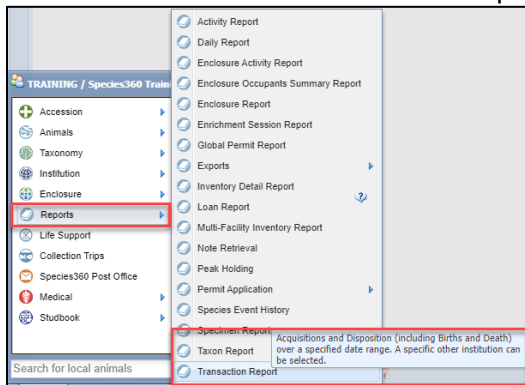 Activity Report
Daily Report
Enclosure Activity Report
Enclosure Occupants Summary Report
Enclosure Report
Enrichment Session Report
Global Permit Report
Exports
Inventory Detail Report
Loan Report
Multi-Facility Inventory Report
Note Retrieval
Peak Holding
Permit Application
Species Event History
Specimen Report
Taxon Report
Transaction Report
Acquisitions and Disposition (including Births and Death)
over a specified date range. A specific other institution can
be selected.
TRAINING / Species360 Traini
Accession
Animals
Taxonomy
Institution
Enclosure
Reports
Life Support
Collection Trips
Species360 Post Office
Medical
Studbook
Search for local animals